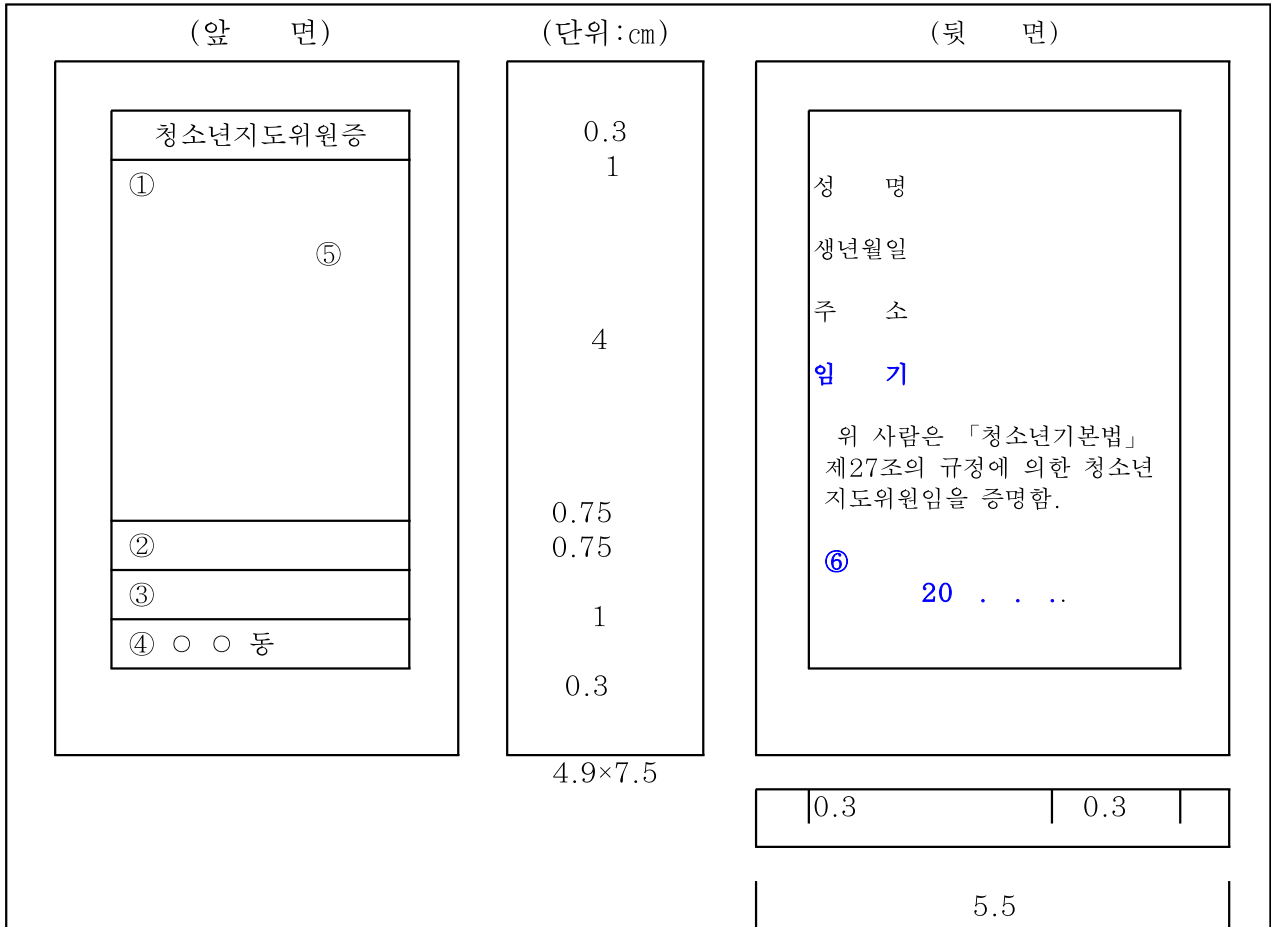 (앞 면)
청소년지도위원증
①
⑤
②
③
④ ○ ○ 동
(단위:㎝)
0.3
1
4
0.75
0.75
1
0.3
4.9×7.5
(뒷 면)
성 명
생년월일
주 소
임 기
위 사람은 「청소년기본법」
제27조의 규정에 의한 청소년
지도위원임을 증명함.
⑥
20 . . ..
0.3 0.3
5.5